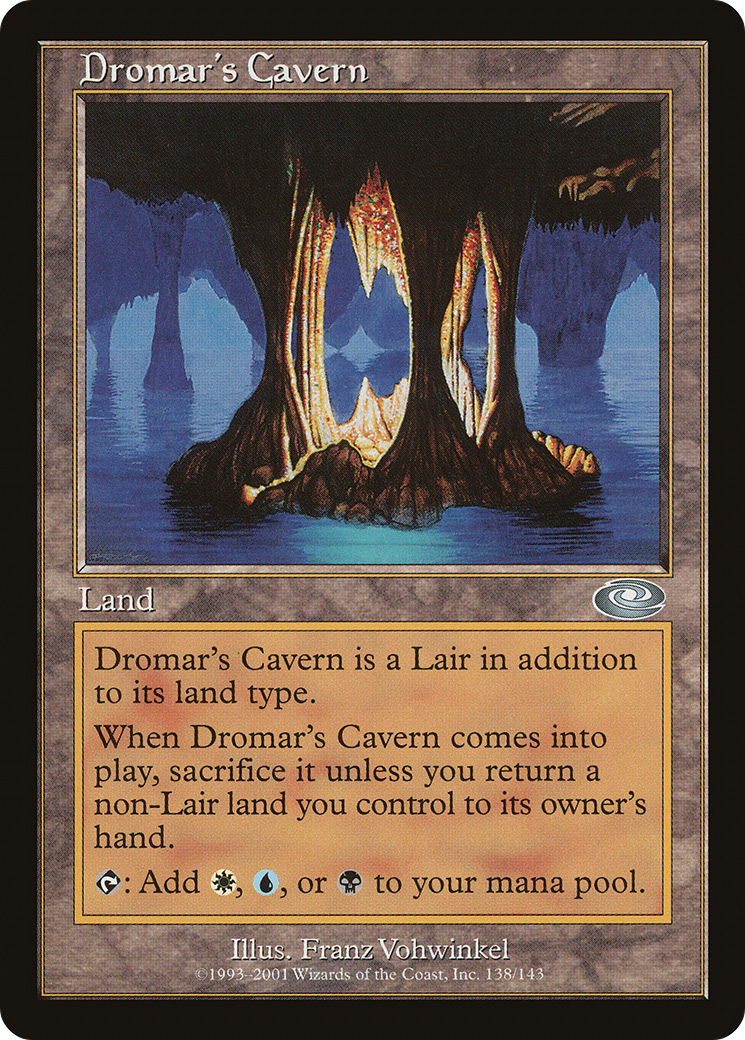 Dromar's Cavern
Land
Dromar's Cavern is a Lair in addition
to its land type.
When Dromar's Cavern comes into
play, sacrifice it unless you return a
non-Lair land you control to its owner's
hand.
: Add , , or to your mana pool.
Illus. Franz Vohwinkel
©1993–2001 Wizards of the Coast, Inc. 138/143